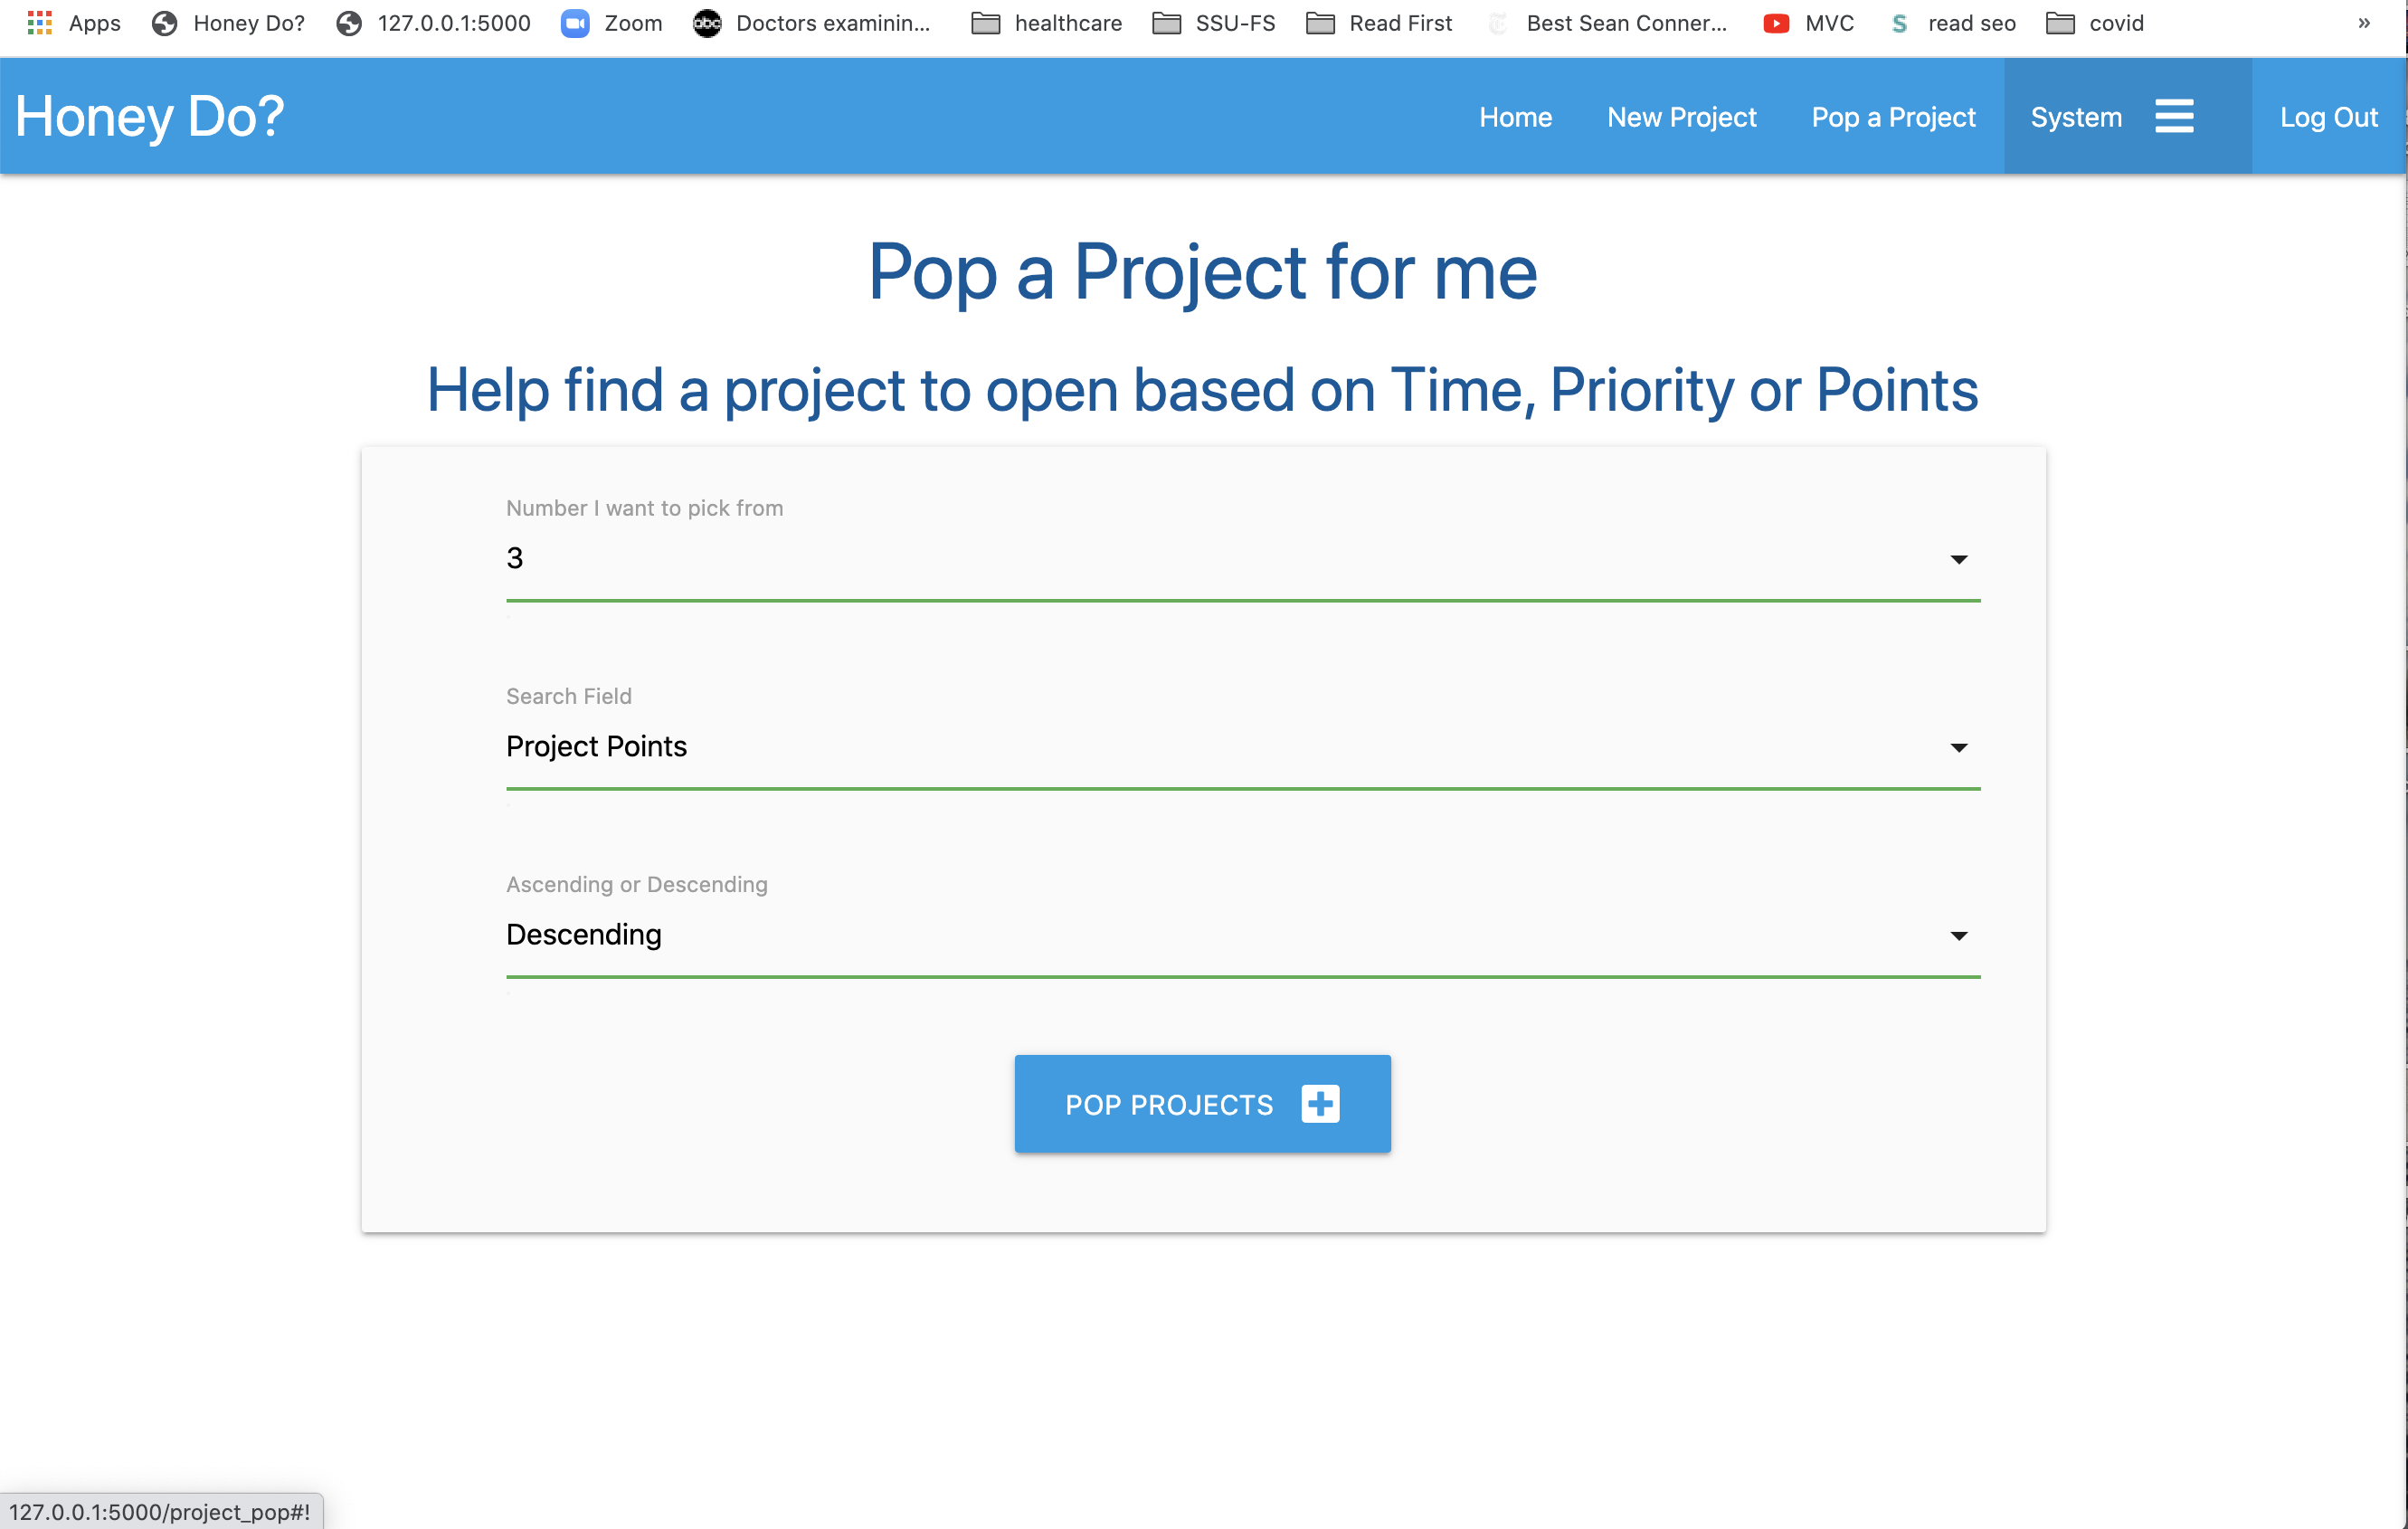 Apps Honey Do? 127.0.0.1:5000 Zoom abc Doctors examinin... healthcare SSU-FS Read First Best Sean Conner... MVC S read seo covid »
Honey Do? Home New Project Pop a Project System Log Out
Pop a Project for me
Help find a project to open based on Time, Priority or Points
Number I want to pick from
3
Search Field
Project Points
Ascending or Descending
Descending
POP PROJECTS
127.0.0.1:5000/project_pop#!